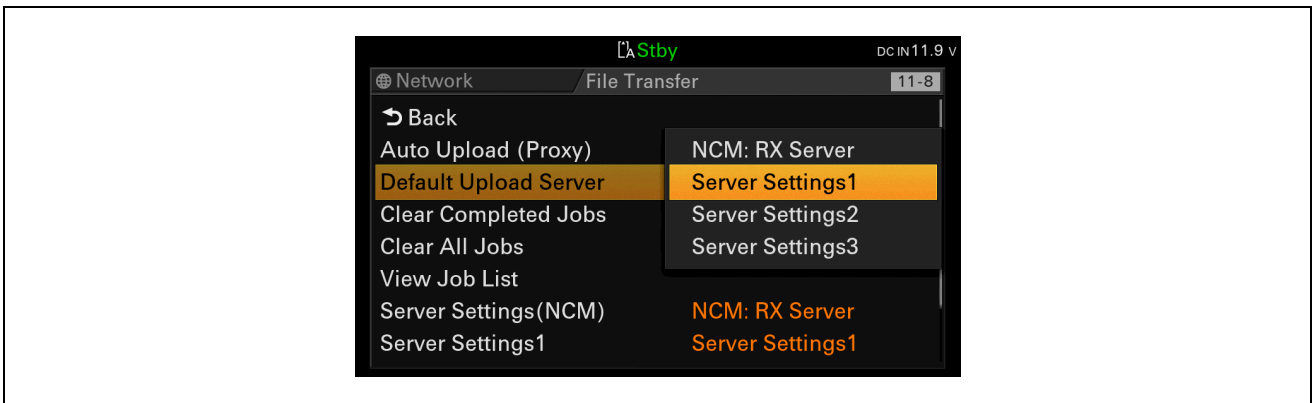 Stby DC IN 11.9 V
Network File Transfer 11-8
Back
Auto Upload (Proxy) NCM: RX Server
Default Upload Server Server Settings1
Clear Completed Jobs Server Settings2
Clear All Jobs Server Settings3
View Job List
Server Settings(NCM) NCM: RX Server
Server Settings1 Server Settings1